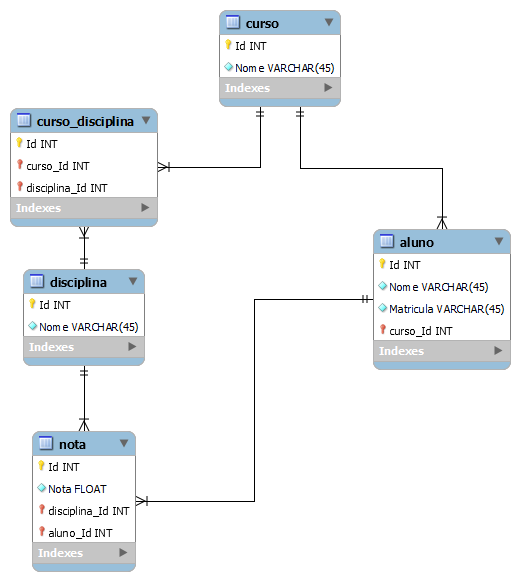 curso
Id INT
Nome VARCHAR(45)
Indexes
curso_disciplina
Id INT
curso_Id INT
disciplina_Id INT
Indexes
aluno
Id INT
Nome VARCHAR(45)
Matricula VARCHAR(45)
curso_Id INT
Indexes
disciplina
Id INT
Nome VARCHAR(45)
Indexes
nota
Id INT
Nota FLOAT
disciplina_Id INT
aluno_Id INT
Indexes